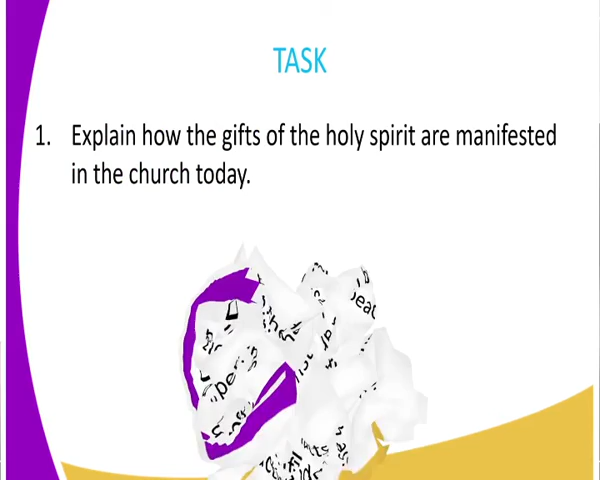 TASK
1. Explain how the gifts of the holy spirit are manifested
in the church today.